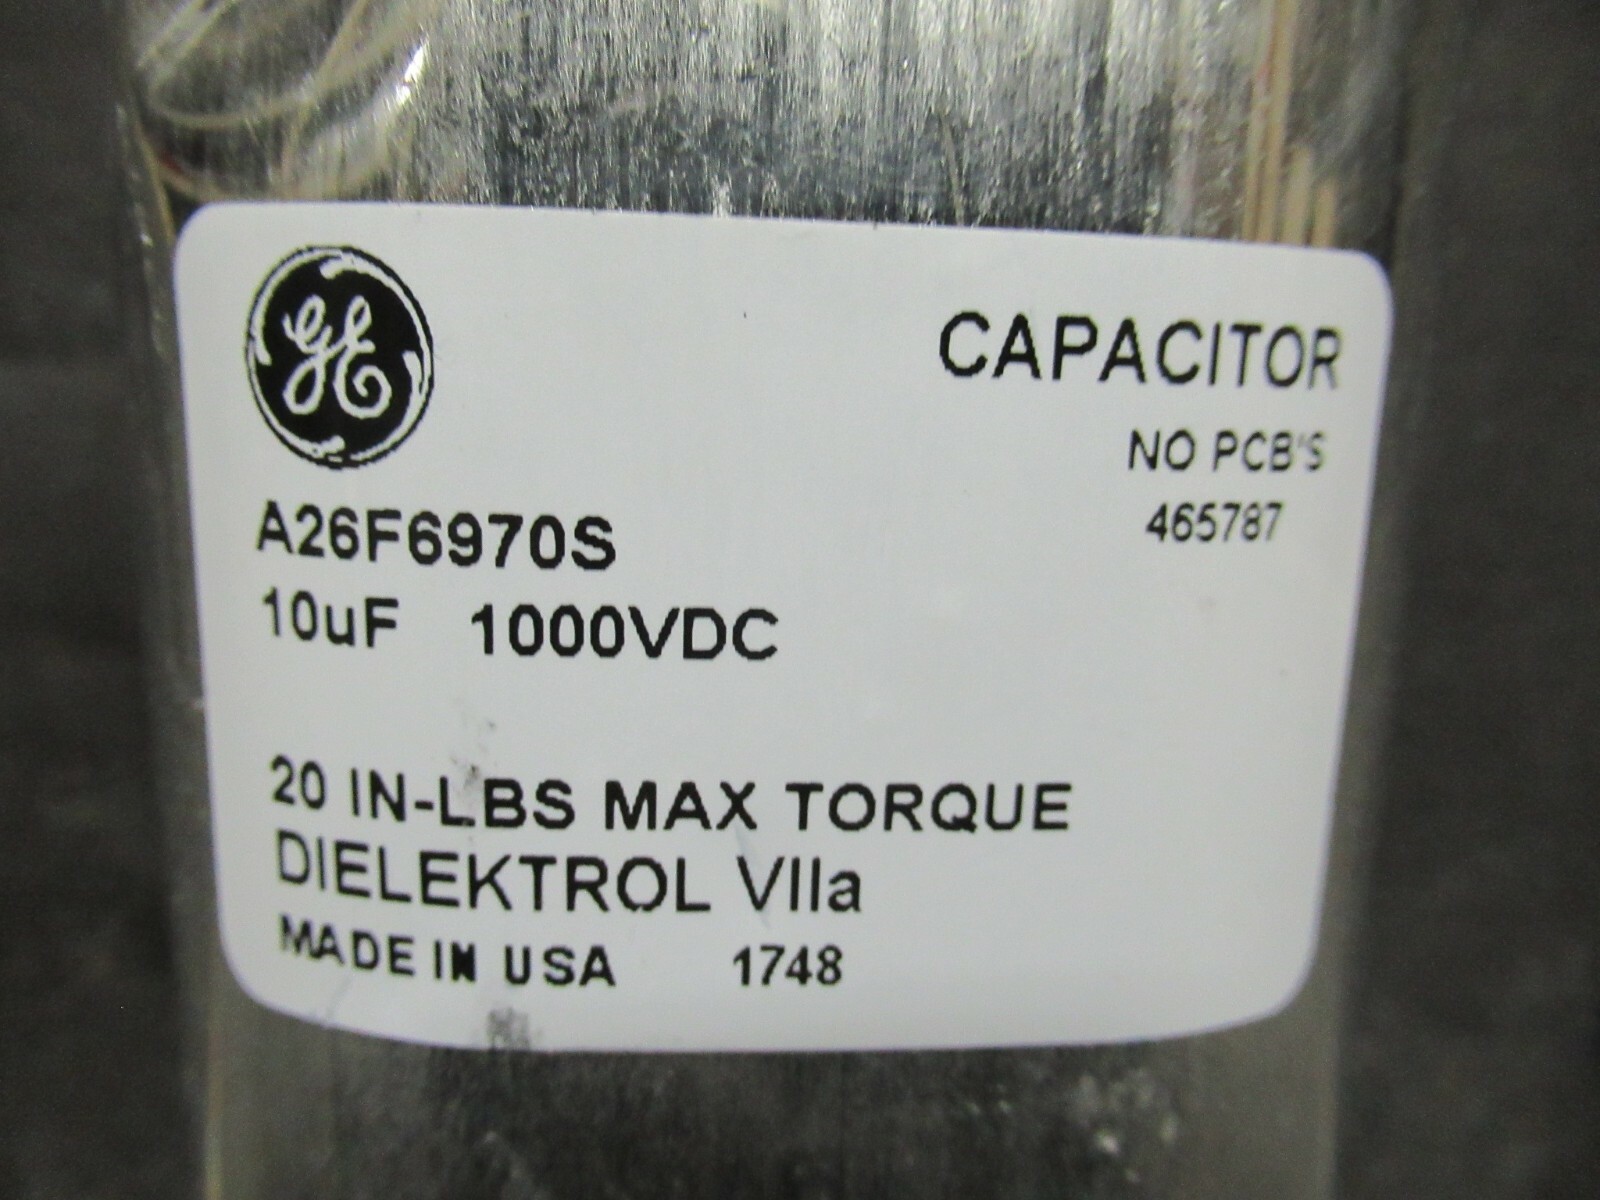 GE
CAPACITOR
NO PCB'S
465787
A26F6970S
10uF 1000VDC
20 IN-LBS MAX TORQUE
DIELEKTROL VIIa
MADE IN USA 1748